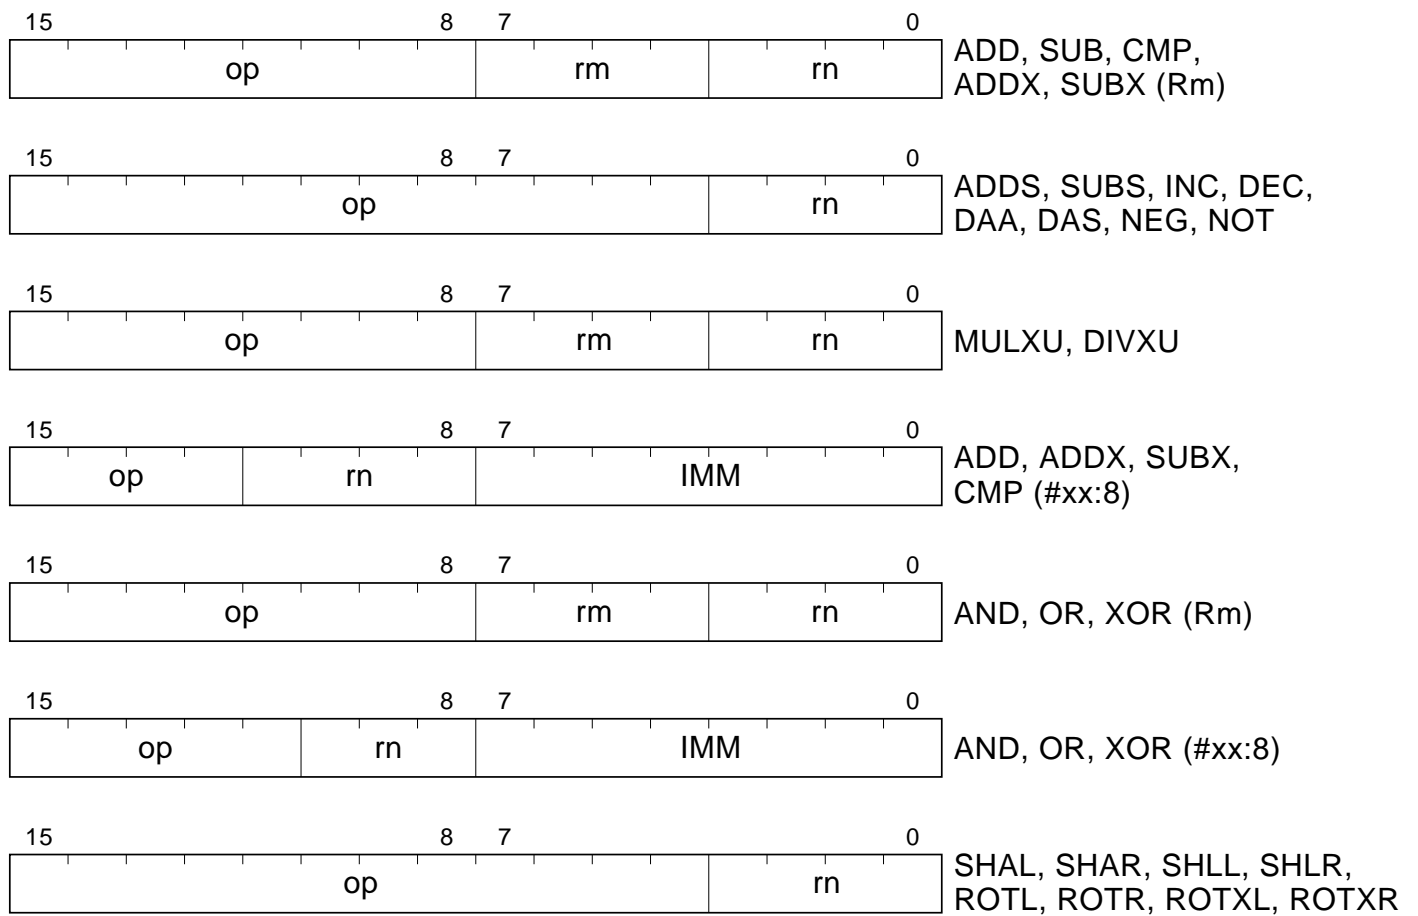 15 8 7 0
op rm rn
ADD, SUB, CMP,
ADDX, SUBX (Rm)
15 8 7 0
op rn
ADDS, SUBS, INC, DEC,
DAA, DAS, NEG, NOT
15 8 7 0
op rm rn MULXU, DIVXU
15 8 7 0
op rn IMM
ADD, ADDX, SUBX,
CMP (#xx:8)
15 8 7 0
op rm rn AND, OR, XOR (Rm)
15 8 7 0
op rn IMM AND, OR, XOR (#xx:8)
15 8 7 0
op rn
SHAL, SHAR, SHLL, SHLR,
ROTL, ROTR, ROTXL, ROTXR